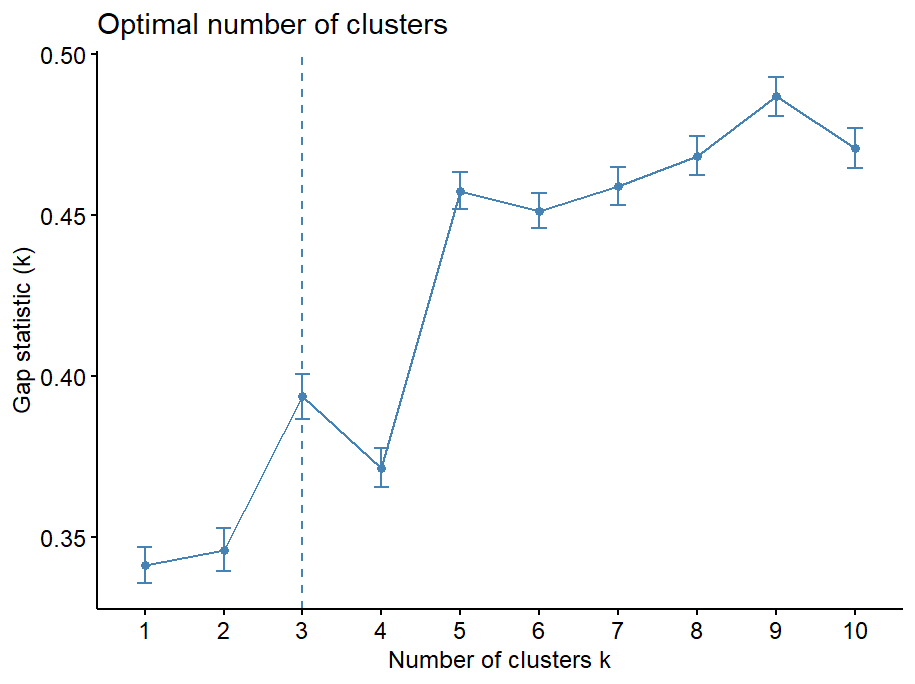 Optimal number of clusters
0.50
0.45
0.40
0.35
Gap statistic (k)
1 2 3 4 5 6 7 8 9 10
Number of clusters k